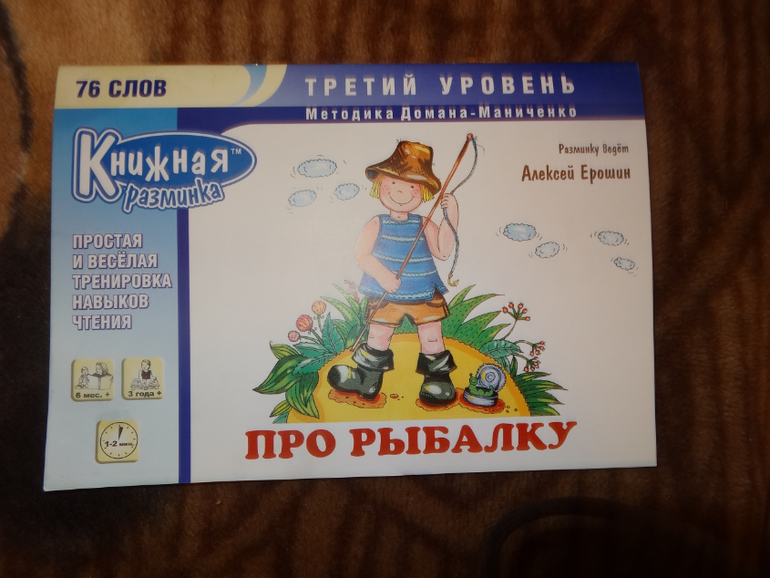 76 СЛОВ
ТРЕТИЙ УРОВЕНЬ
Методика Домана-Маниченко
Книжная™
разминка
Разминку ведёт
Алексей Ерошин
ПРОСТАЯ
И ВЕСЁЛАЯ
ТРЕНИРОВКА
НАВЫКОВ
ЧТЕНИЯ
6 мес. +
3 года +
1-2 мин.
ПРО РЫБАЛКУ